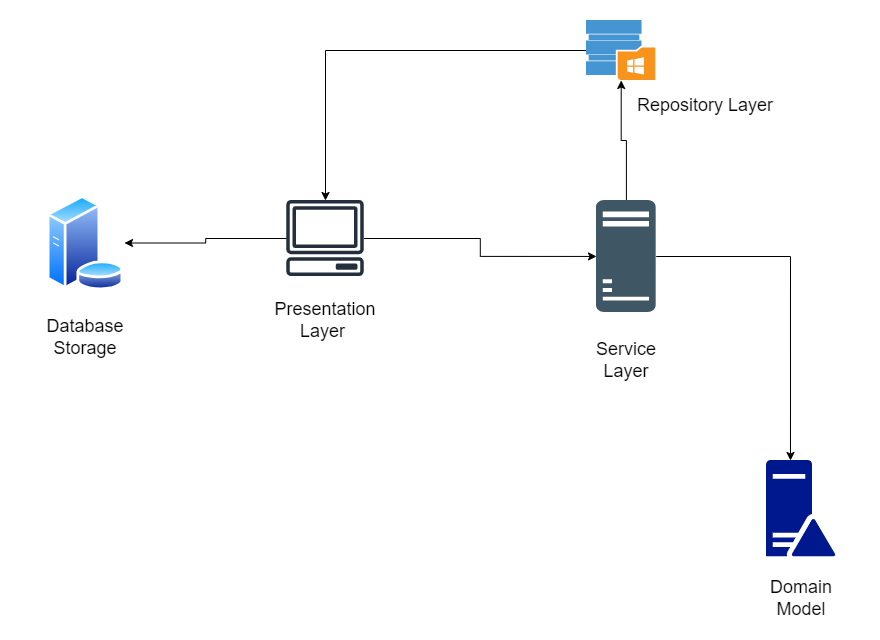 Repository Layer
Presentation
Layer
Database
Storage
Service
Layer
Domain
Model